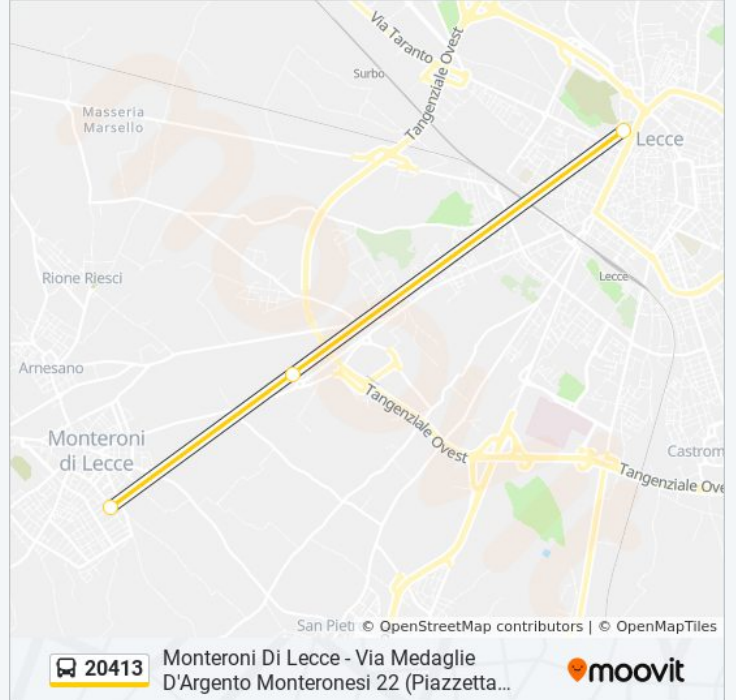 Via Taranto
Tangenziale Ovest
Surbo
Masseria
Marsello
Lecce
Rione Riesci
Lecce
Arnesano
Tangenziale Ovest
Monteroni
di Lecce
Castrom
Tangenziale Ove
San Pieti
© OpenStreetMap contributors | © OpenMapTiles
20413
Monteroni Di Lecce - Via Medaglie
D'Argento Monteronesi 22 (Piazzetta...
moovit